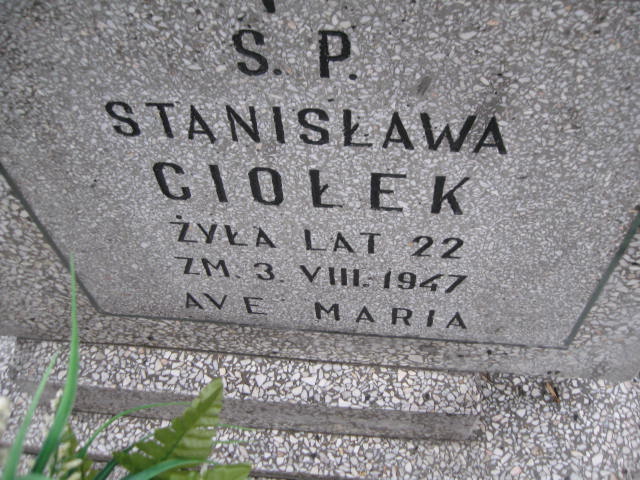 Ś. P.
STANISŁAWA
CIOŁEK
ŻYŁA LAT 22
ZM. 3. VIII. 1947
AVE MARIA